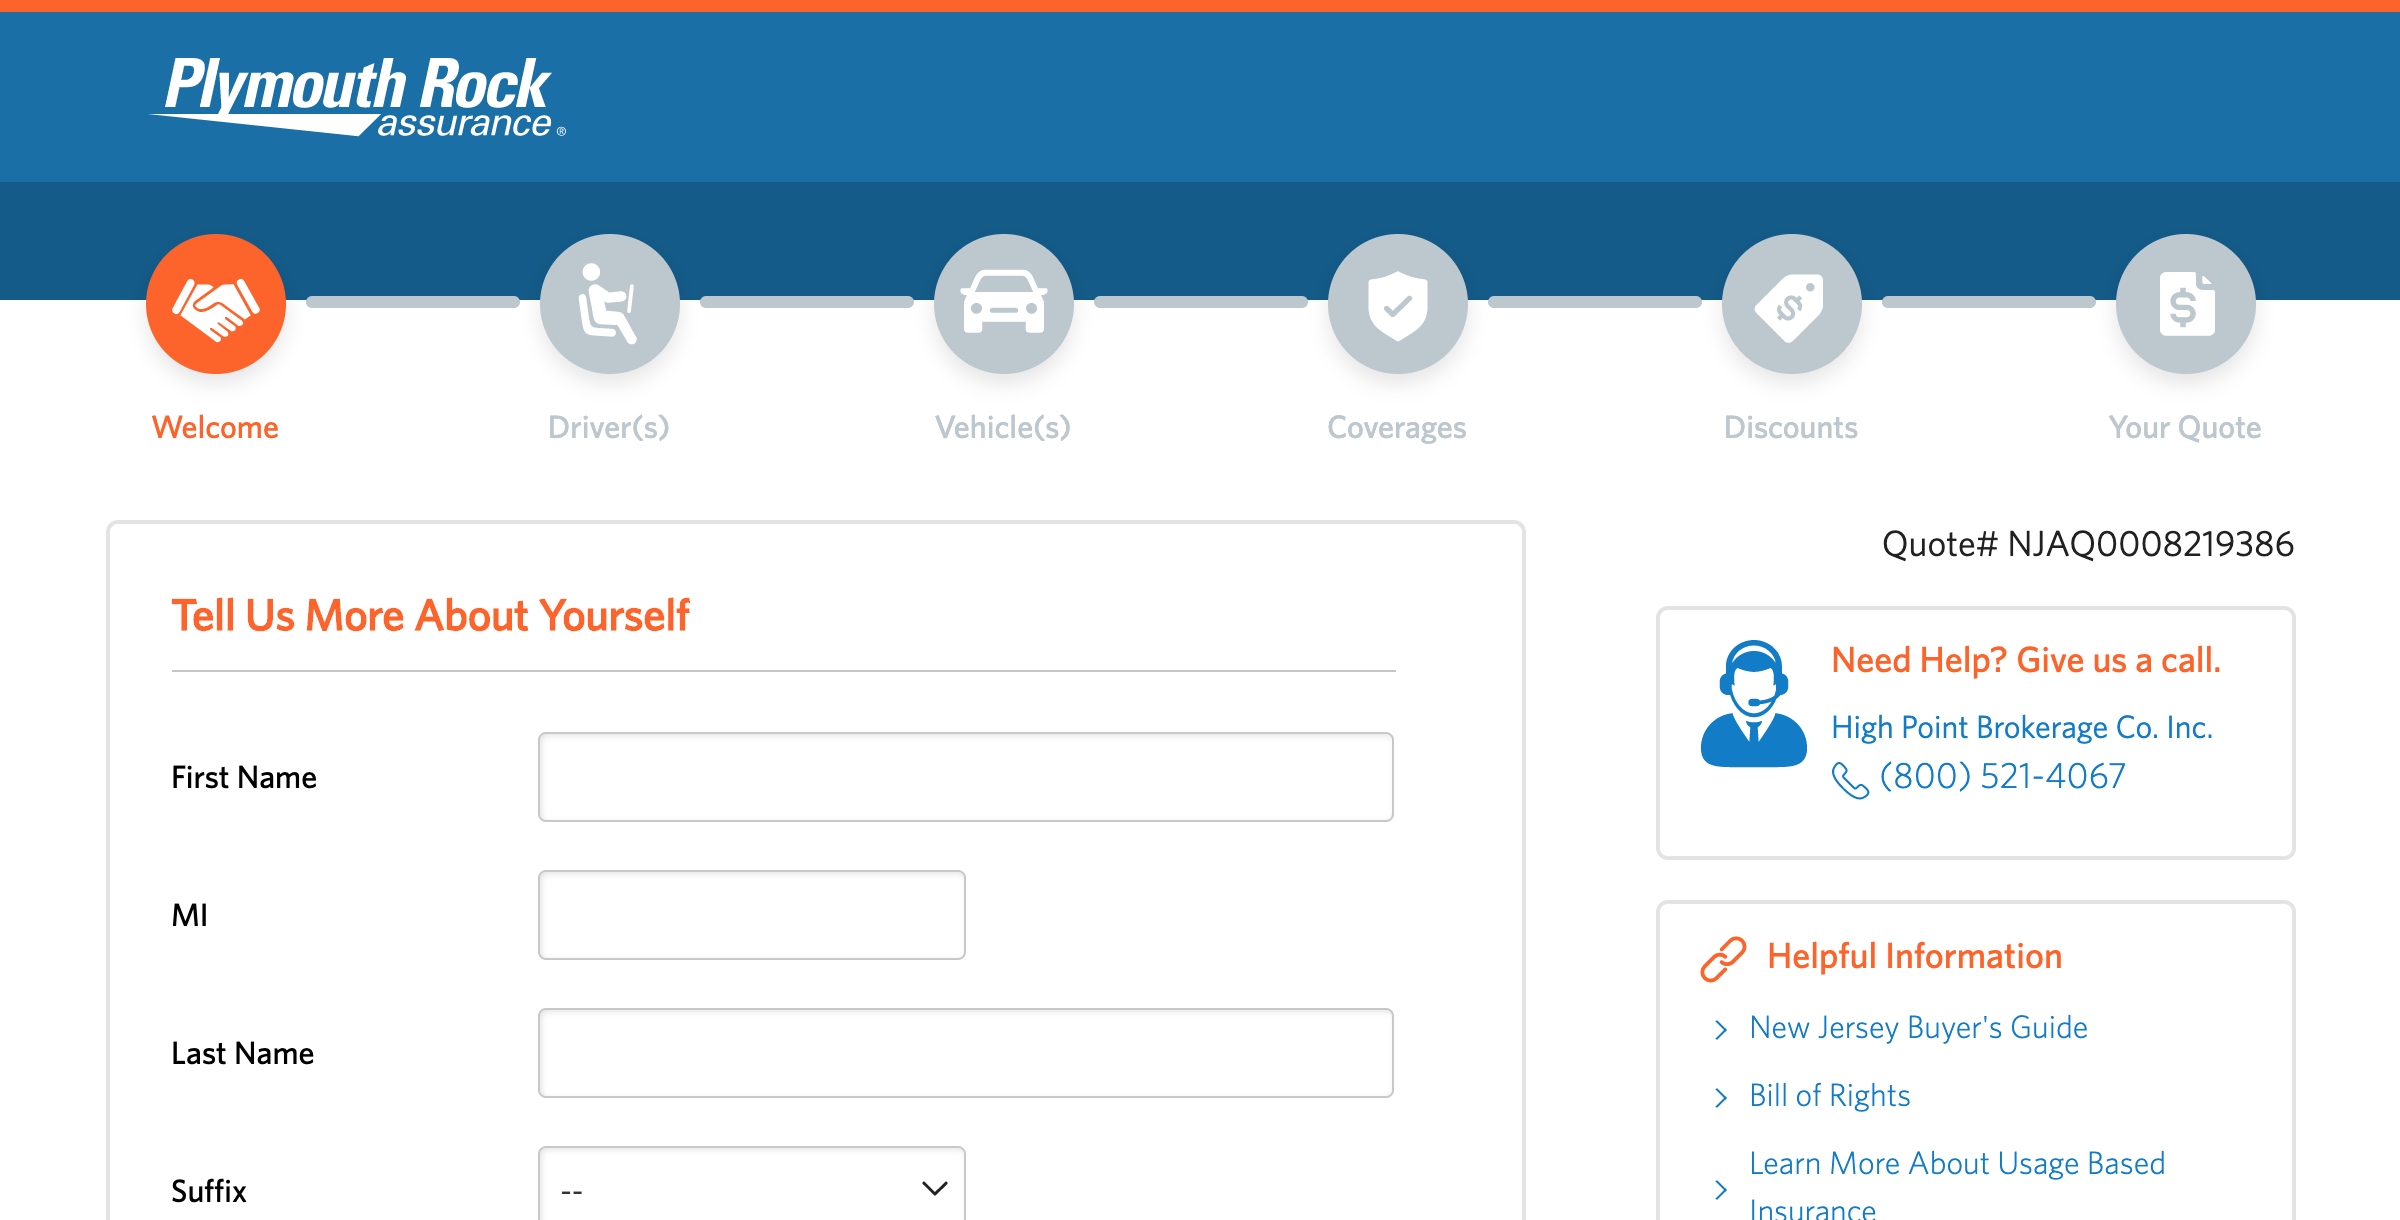 Plymouth Rock
assurance ®
Welcome
Driver(s)
Vehicle(s)
Coverages
Discounts
Your Quote
Tell Us More About Yourself
First Name
MI
Last Name
Suffix
--
Quote# NJAQ0008219386
Need Help? Give us a call.
High Point Brokerage Co. Inc.
(800) 521-4067
Helpful Information
New Jersey Buyer's Guide
Bill of Rights
Learn More About Usage Based
Insurance